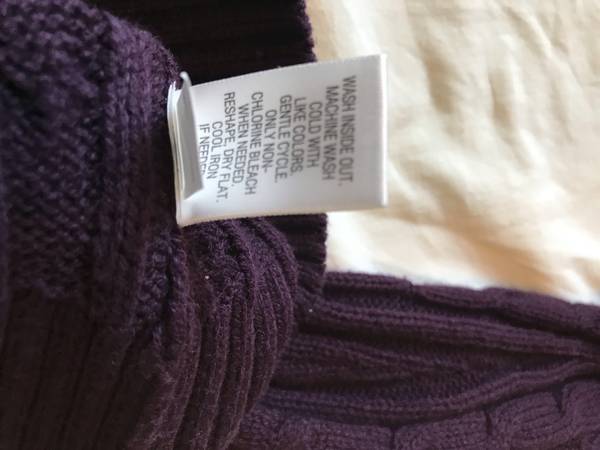 WASH INSIDE OUT.
MACHINE WASH
COLD WITH
LIKE COLORS.
GENTLE CYCLE.
ONLY NON-
CHLORINE BLEACH
WHEN NEEDED.
RESHAPE, DRY FLAT.
COOL IRON
IF NEEDED